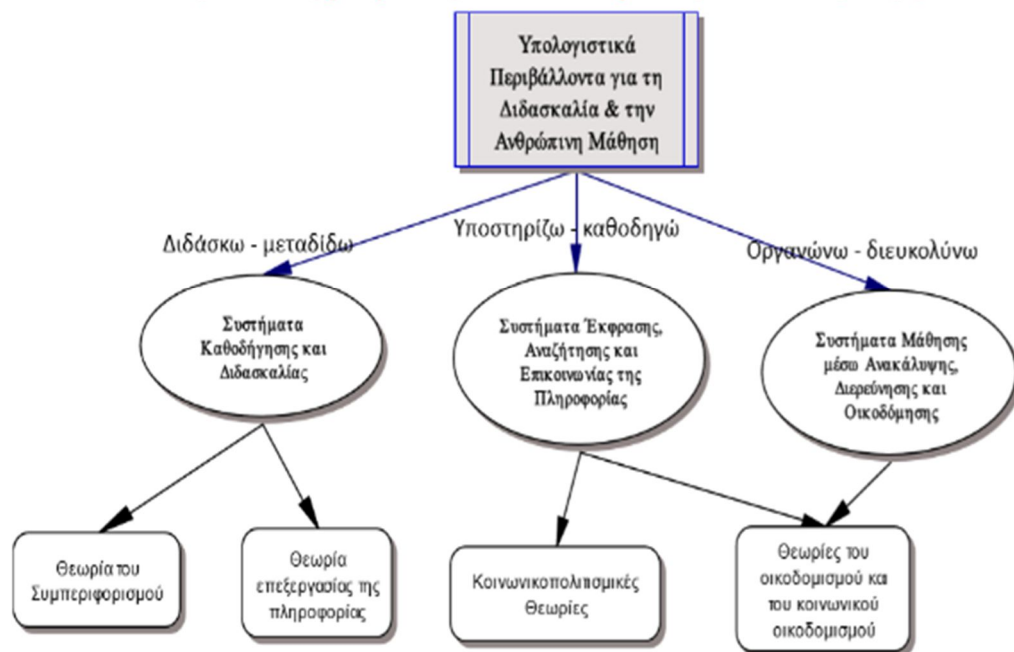 Υπολογιστικά
Περιβάλλοντα για τη
Διδασκαλία & την
Ανθρώπινη Μάθηση
Διδάσκω - μεταδίδω
Υποστηρίζω - καθοδηγώ
Οργανώνω - διευκολύνω
Συστήματα
Καθοδήγησης και
Διδασκαλίας
Συστήματα Έκφρασης,
Αναζήτησης και
Επικοινωνίας της
Πληροφορίας
Συστήματα Μάθησης
μέσω Ανακάλυψης,
Διερεύνησης και
Οικοδόμησης
Θεωρία του
Συμπεριφορισμού
Θεωρία
επεξεργασίας της
πληροφορίας
Κοινωνικοπολιτισμικές
Θεωρίες
Θεωρίες του
οικοδομισμού και
του κοινωνικού
οικοδομισμού